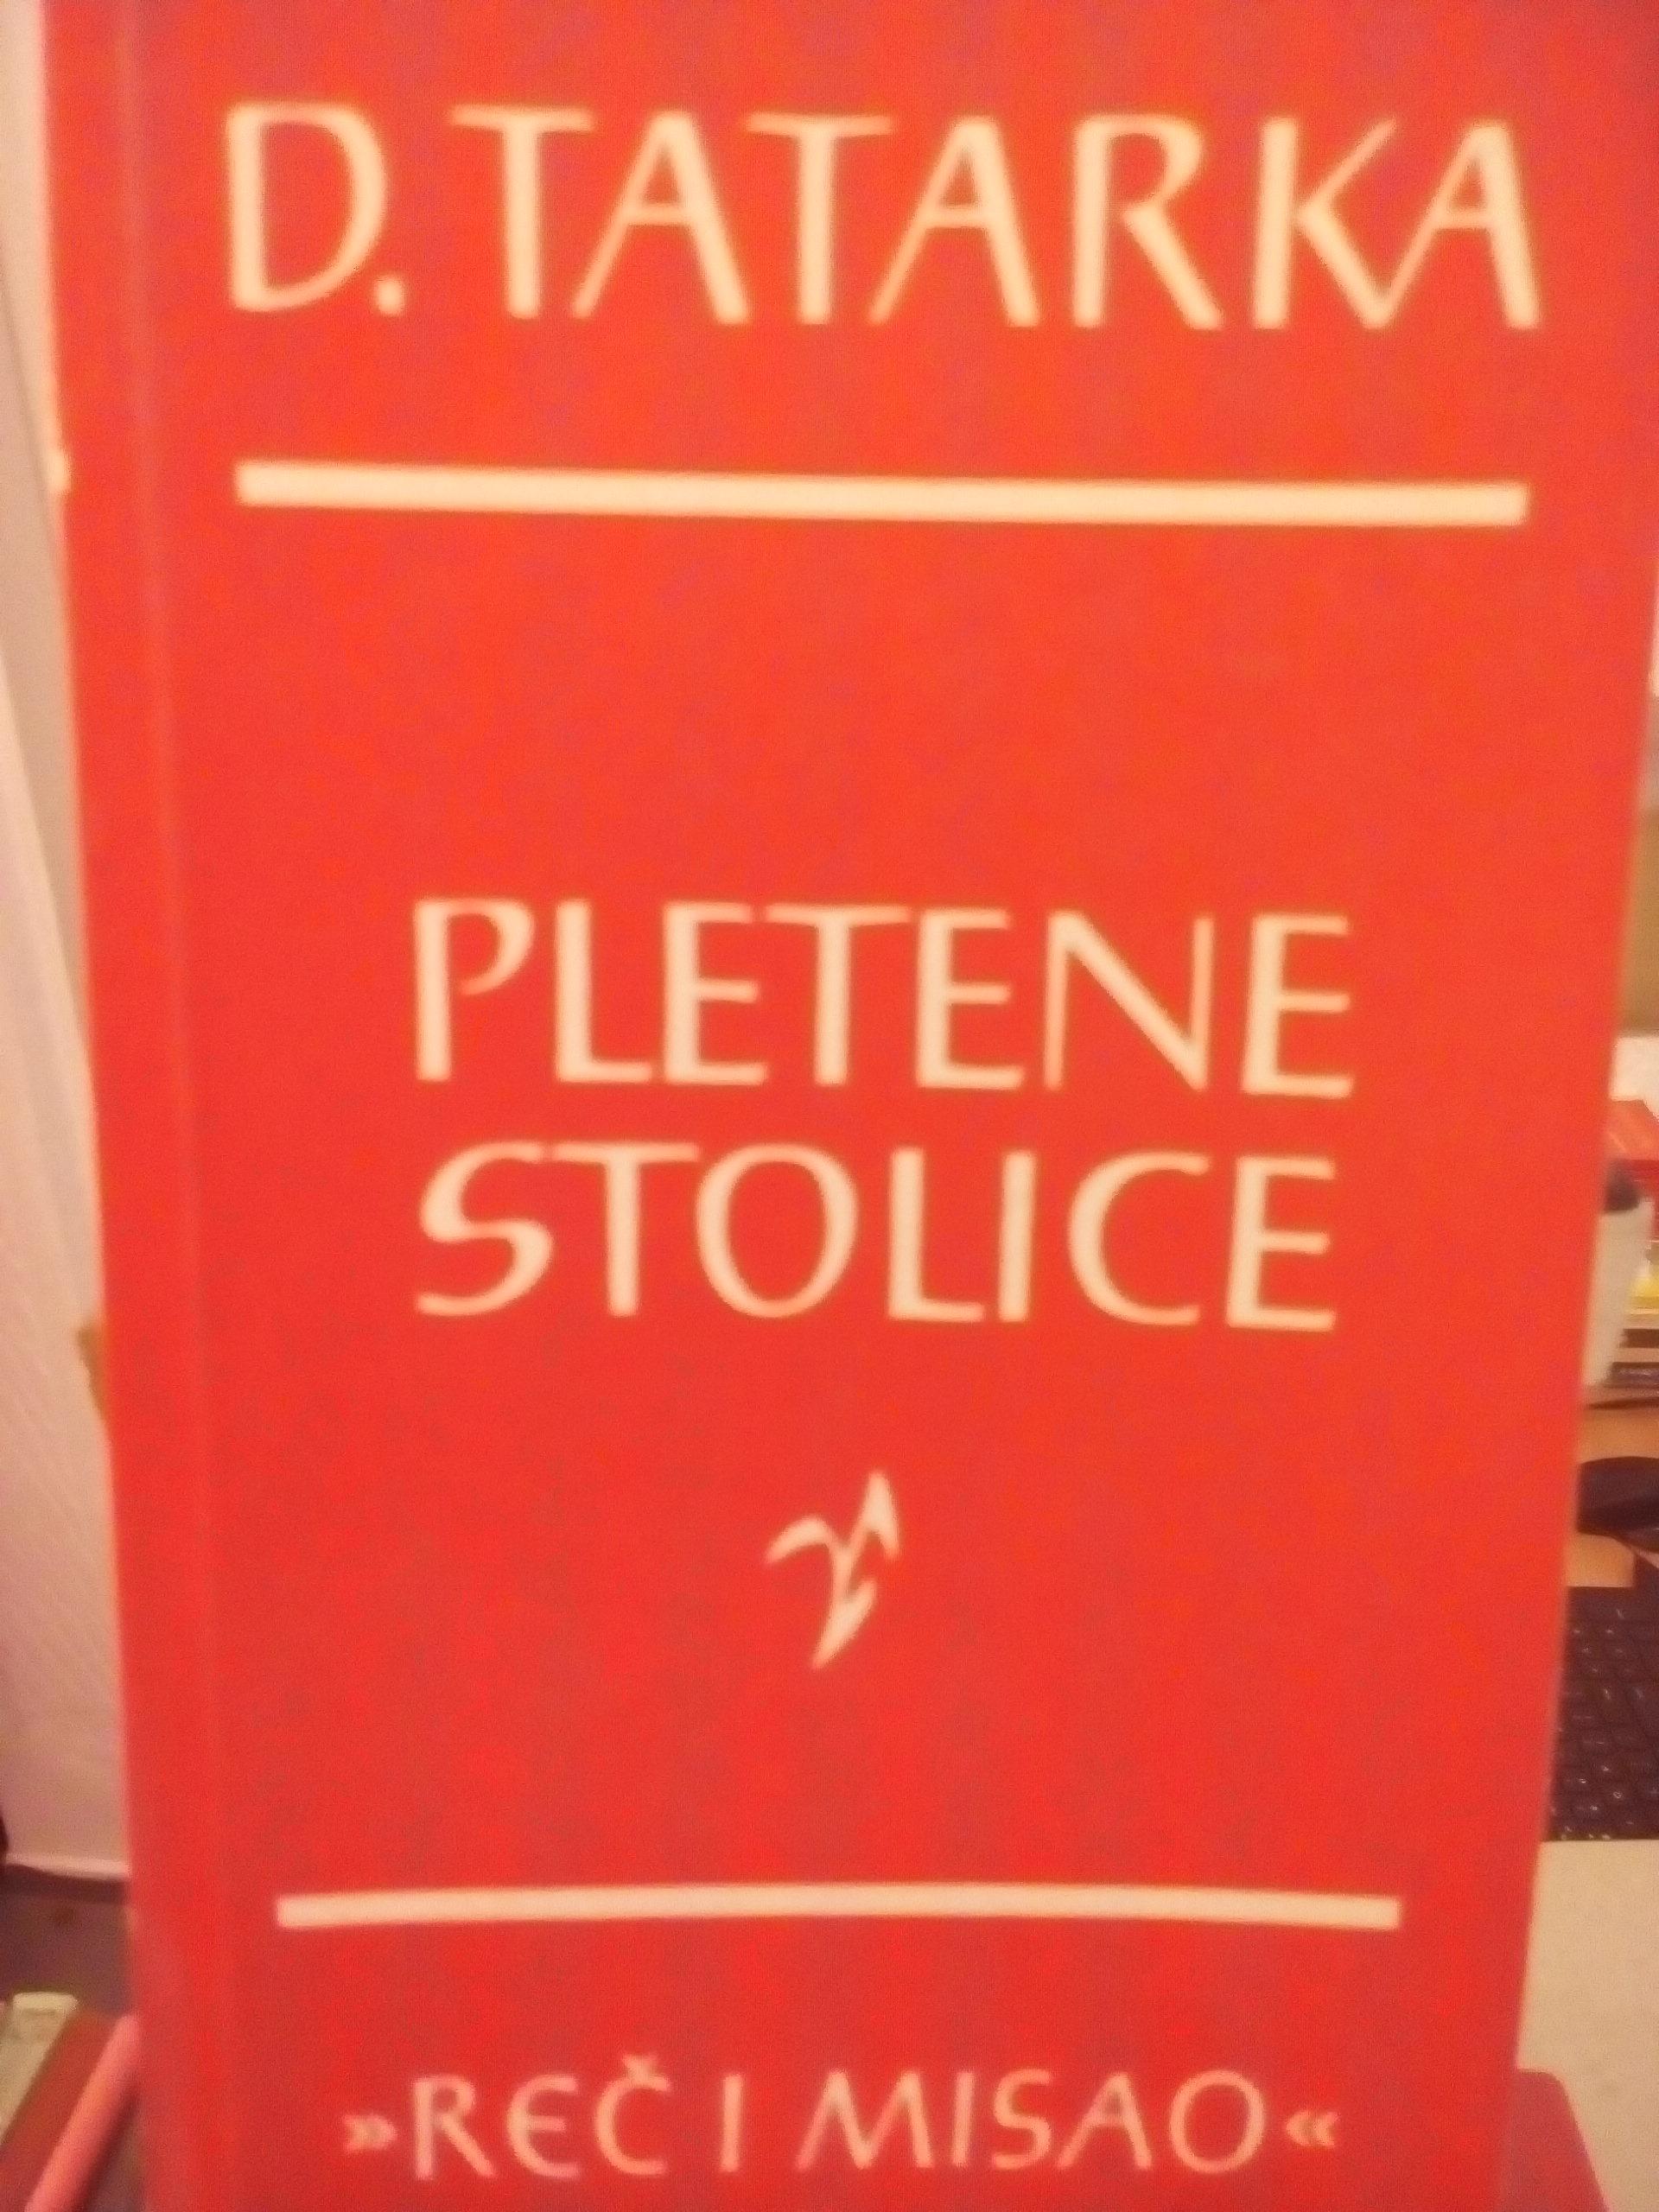 D. TATARKA
PLETENE
STOLICE
»REČ I MISAO«